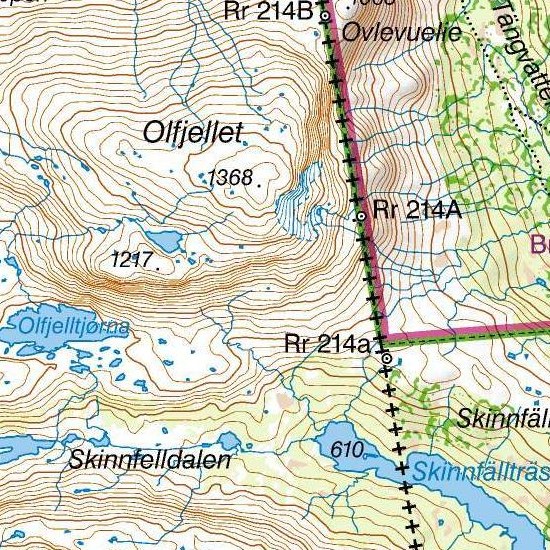 Rr 214B
Ovlevuelie
Olfjellet
1368
Rr 214A
1217
Olfjelltjørna
Rr 214a
Skinnfelldalen
610